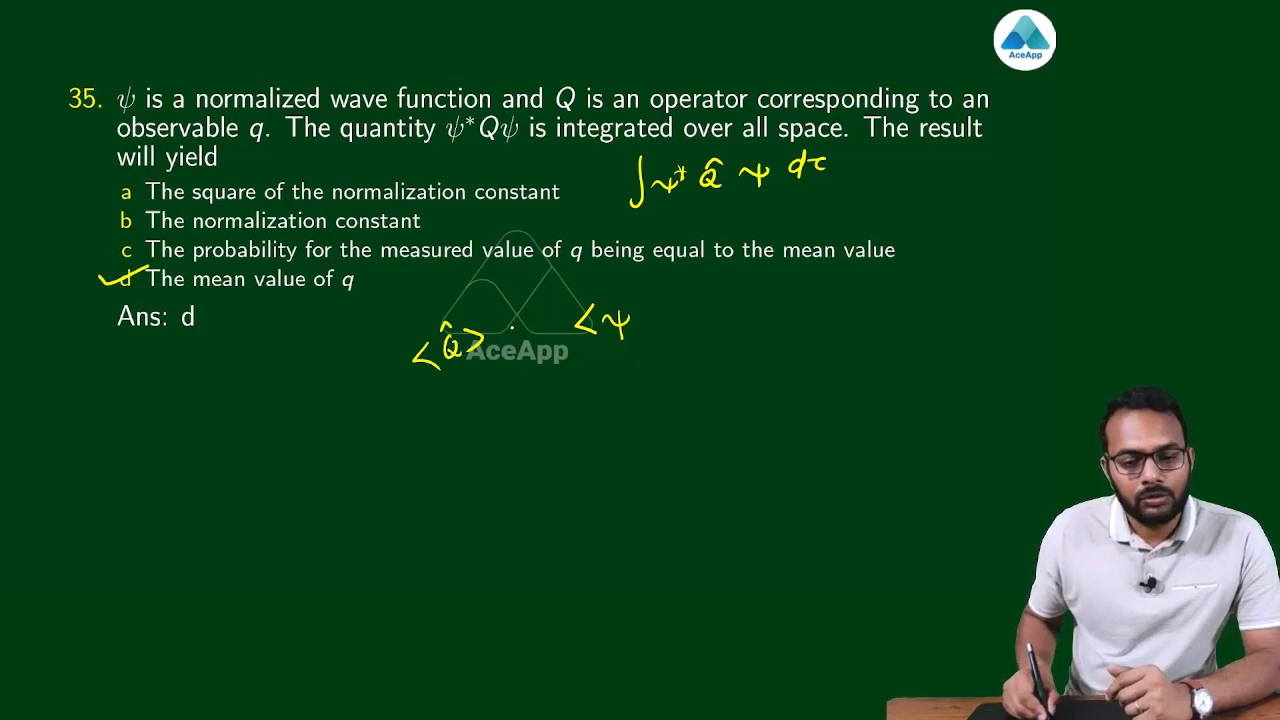 AceApp
35. ψ is a normalized wave function and Q is an operator corresponding to an
observable q. The quantity ψ*Qψ is integrated over all space. The result
will yield
∫ψ* Q̂ ψ dτ
a The square of the normalization constant
b The normalization constant
c The probability for the measured value of q being equal to the mean value
d The mean value of q
Ans: d
<Q̂> <ψ
AceApp